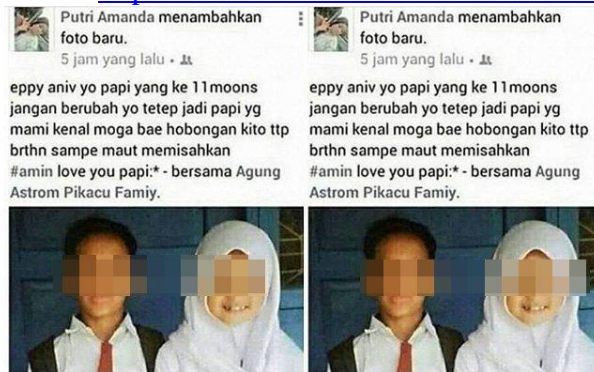 Putri Amanda menambahkan
foto baru.
5 jam yang lalu •
eppy aniv yo papi yang ke 11moons
jangan berubah yo tetep jadi papi yg
mami kenal moga bae hobongan kito ttp
brthn sampe maut memisahkan
#amin love you papi:* - bersama Agung
Astrom Pikacu Famiy.
Putri Amanda menambahkan
foto baru.
5 jam yang lalu •
eppy aniv yo papi yang ke 11moons
jangan berubah yo tetep jadi papi yg
mami kenal moga bae hobongan kito ttp
brthn sampe maut memisahkan
#amin love you papi:* - bersama Agung
Astrom Pikacu Famiy.